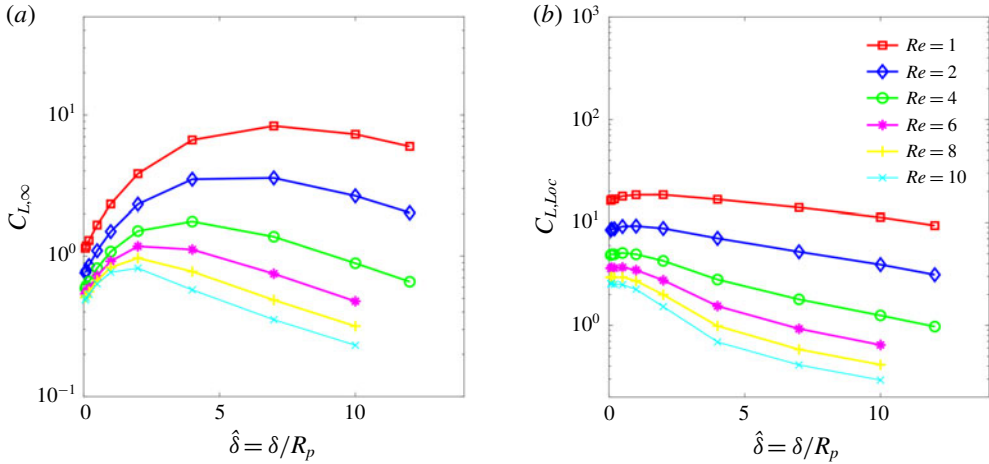 (a)
10^1
10^0
10^−1
C_{L,∞}
0
5
10
δ̂ = δ/R_p
(b)
10^3
10^2
10^1
10^0
C_{L,Loc}
0
5
10
δ̂ = δ/R_p
Re = 1
Re = 2
Re = 4
Re = 6
Re = 8
Re = 10